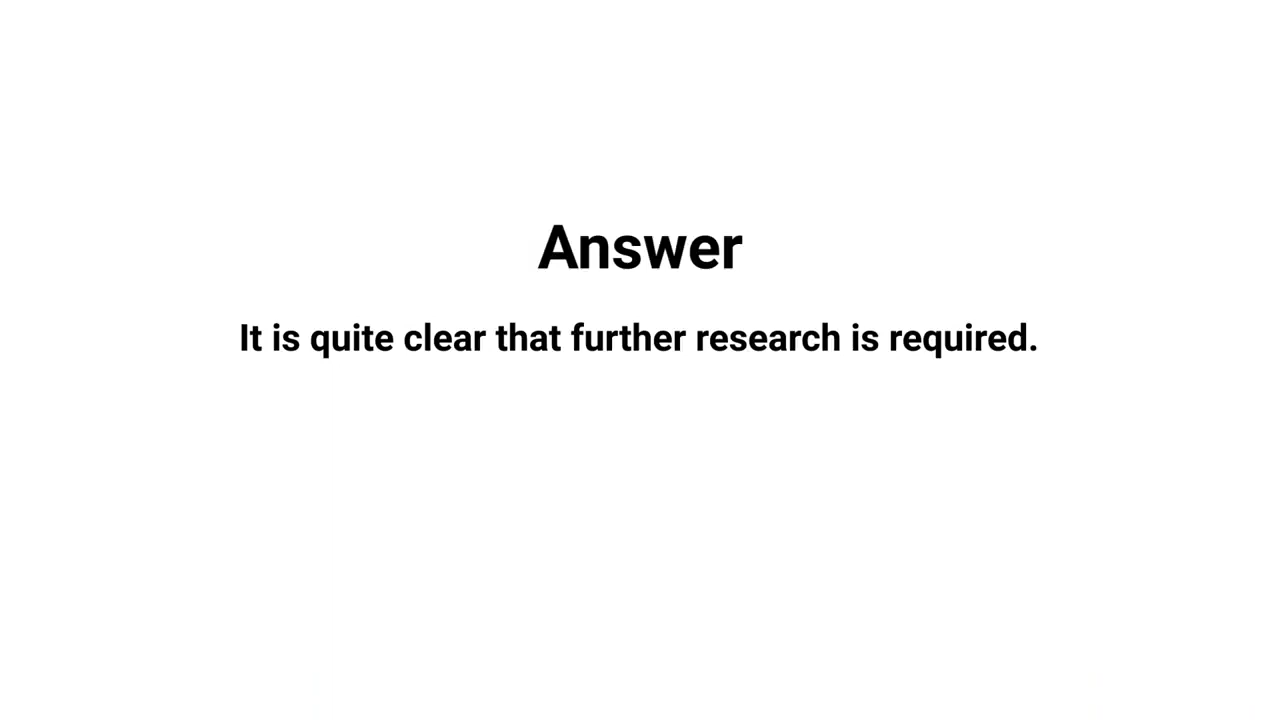 Answer
It is quite clear that further research is required.